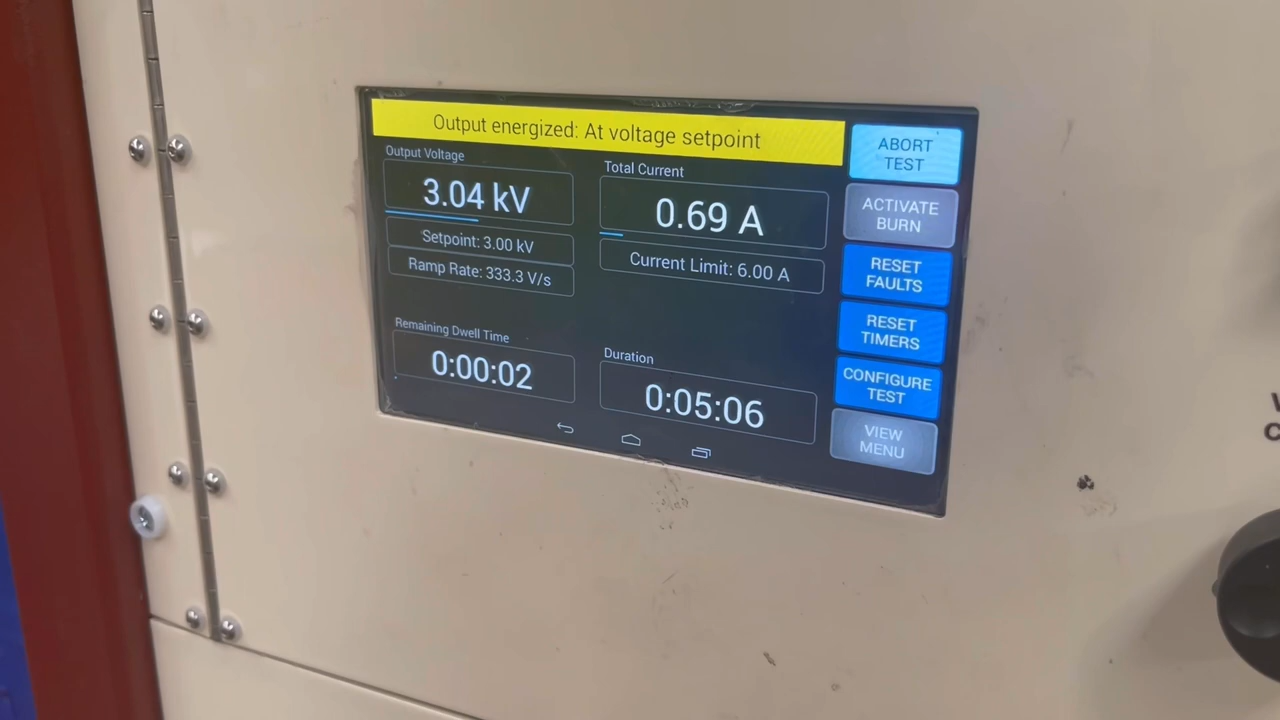 Output energized: At voltage setpoint
Output Voltage
3.04 kV
Setpoint: 3.00 kV
Ramp Rate: 333.3 V/s
Total Current
0.69 A
Current Limit: 6.00 A
Remaining Dwell Time
0:00:02
Duration
0:05:06
ABORT
TEST
ACTIVATE
BURN
RESET
FAULTS
RESET
TIMERS
CONFIGURE
TEST
VIEW
MENU